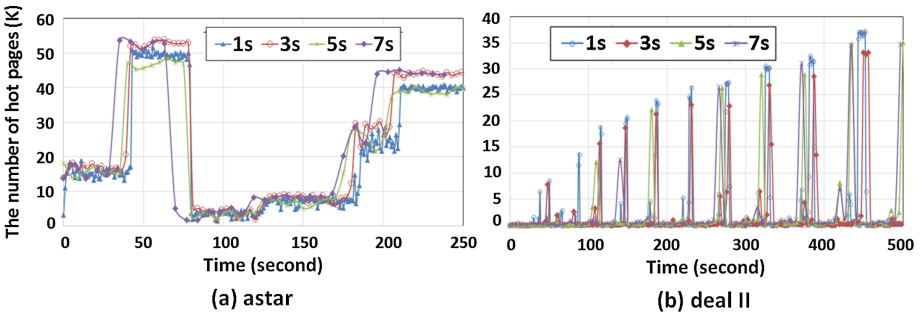 The number of hot pages (K)
60
50
40
30
20
10
0
1s 3s 5s 7s
0 50 100 150 200 250
Time (second)
(a) astar
40
35
30
25
20
15
10
5
0
1s 3s 5s 7s
0 100 200 300 400 500
Time (second)
(b) deal II